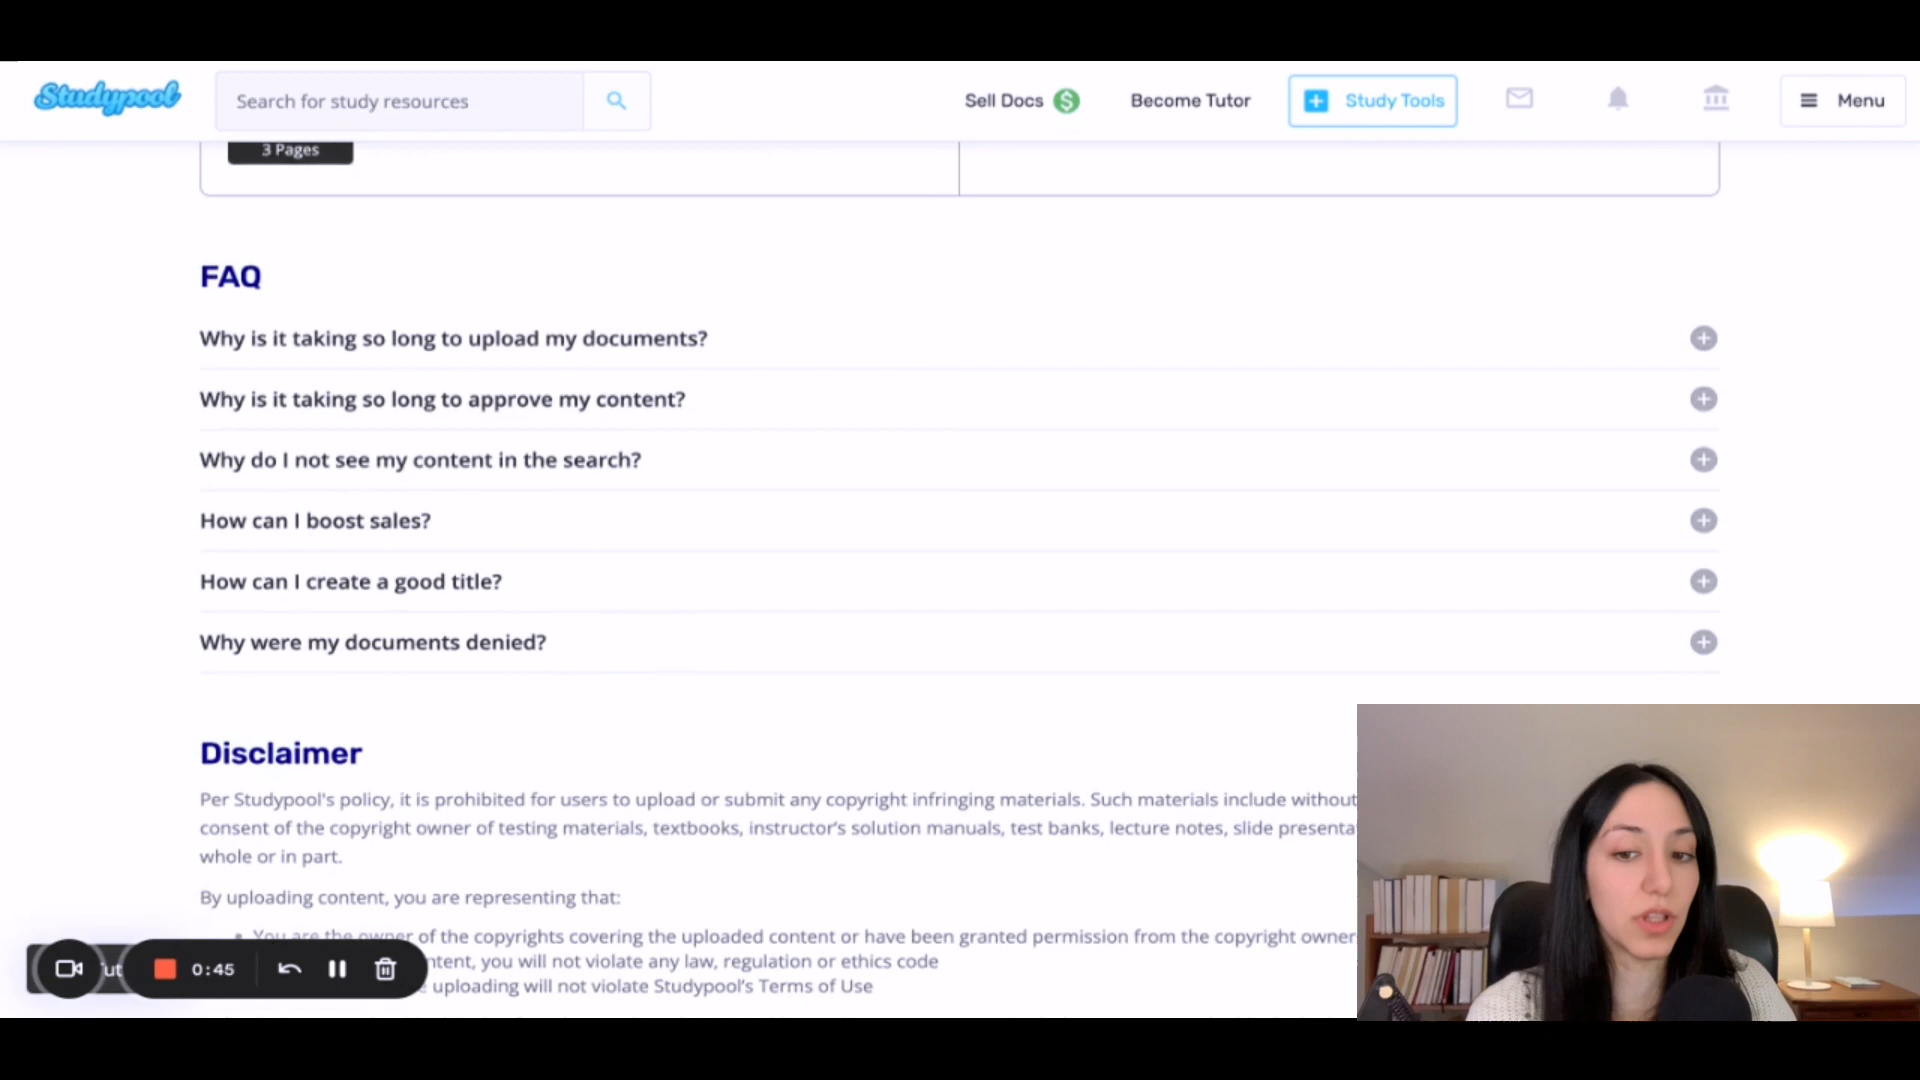 Studypool
Search for study resources
Sell Docs $
Become Tutor
Study Tools
Menu
3 Pages
FAQ
Why is it taking so long to upload my documents?
Why is it taking so long to approve my content?
Why do I not see my content in the search?
How can I boost sales?
How can I create a good title?
Why were my documents denied?
Disclaimer
Per Studypool's policy, it is prohibited for users to upload or submit any copyright infringing materials. Such materials include without
consent of the copyright owner of testing materials, textbooks, instructor's solution manuals, test banks, lecture notes, slide
whole or in part.
By uploading content, you are representing that:
You are the owner of the copyrights covering the uploaded content or have been granted permission from the copyright owner
you will not violate any law, regulation or ethics code
uploading will not violate Studypool's Terms of Use
0:45